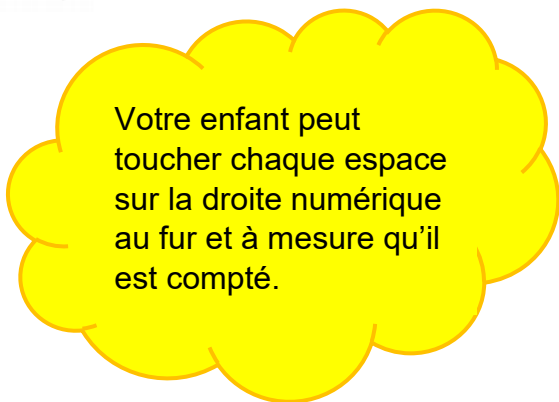 Votre enfant peut
toucher chaque espace
sur la droite numérique
au fur et à mesure qu’il
est compté.